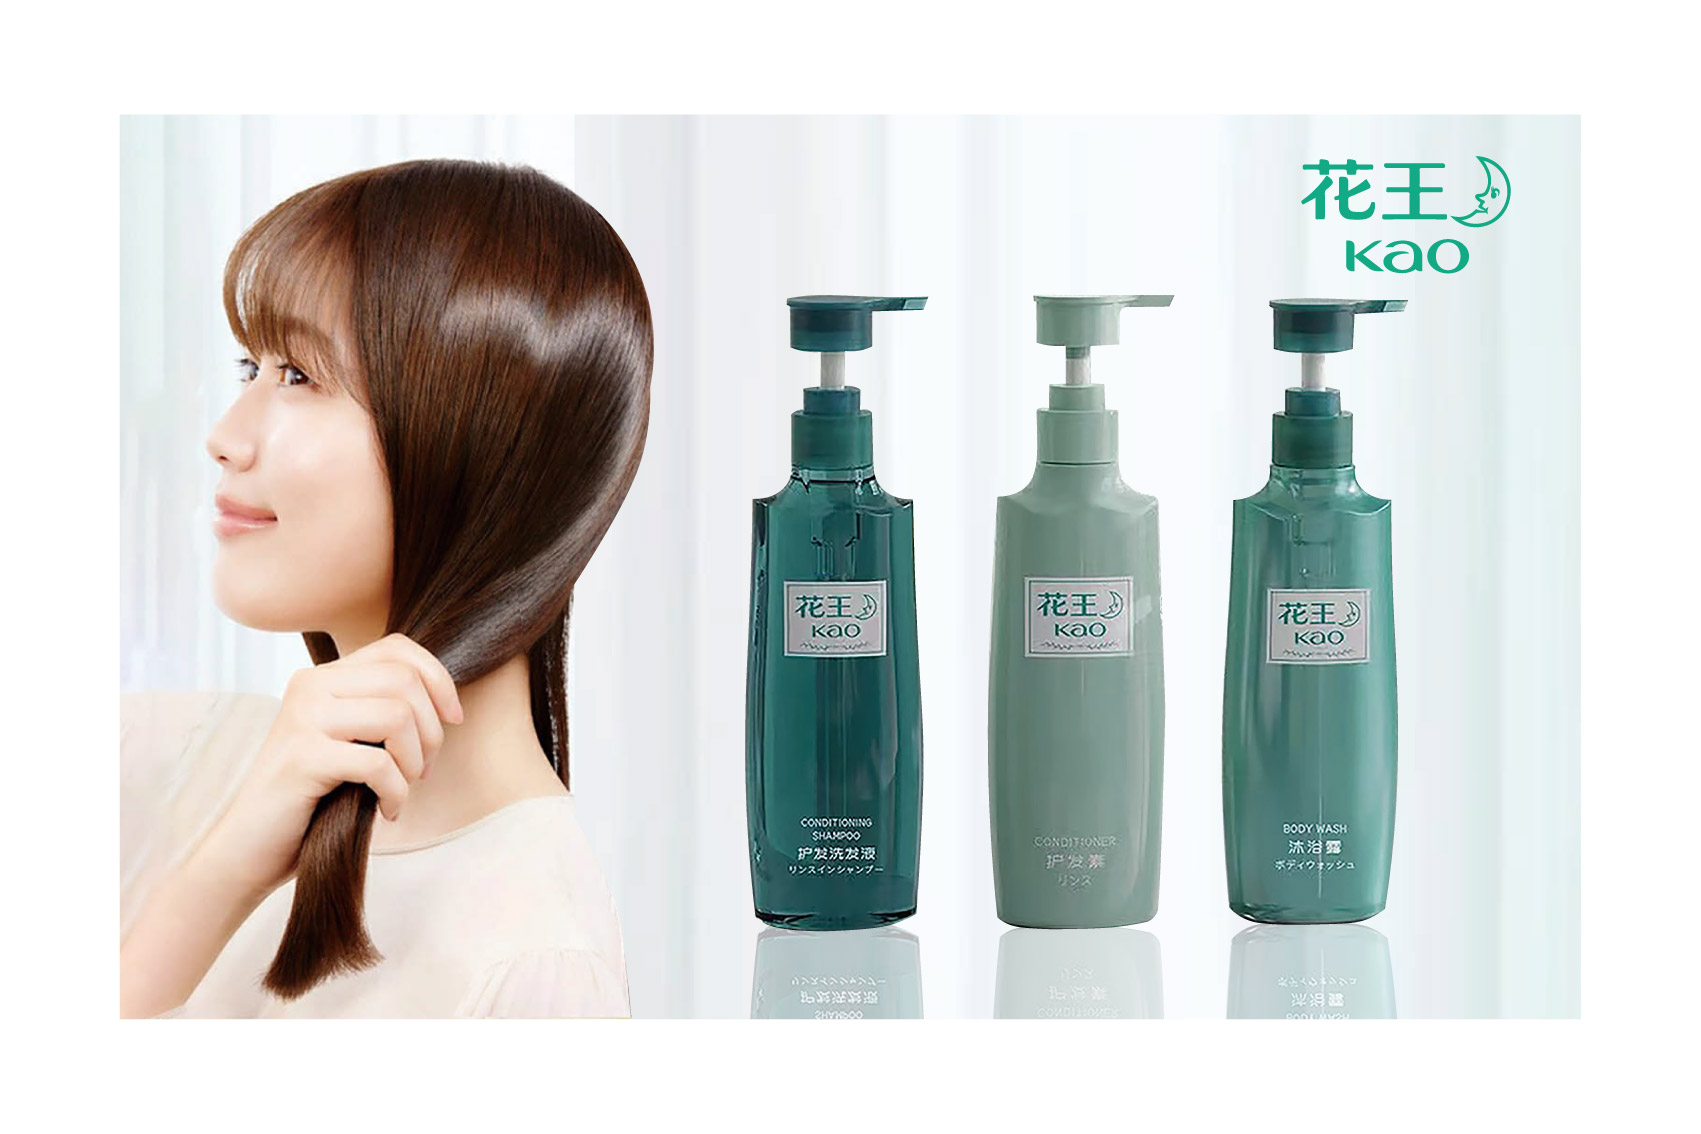 花王
Kao
花王
Kao
CONDITIONING
SHAMPOO
护发洗发液
リンスインシャンプー
花王
Kao
CONDITIONER
护发素
リンス
花王
Kao
BODY WASH
沐浴露
ボディウォッシュ